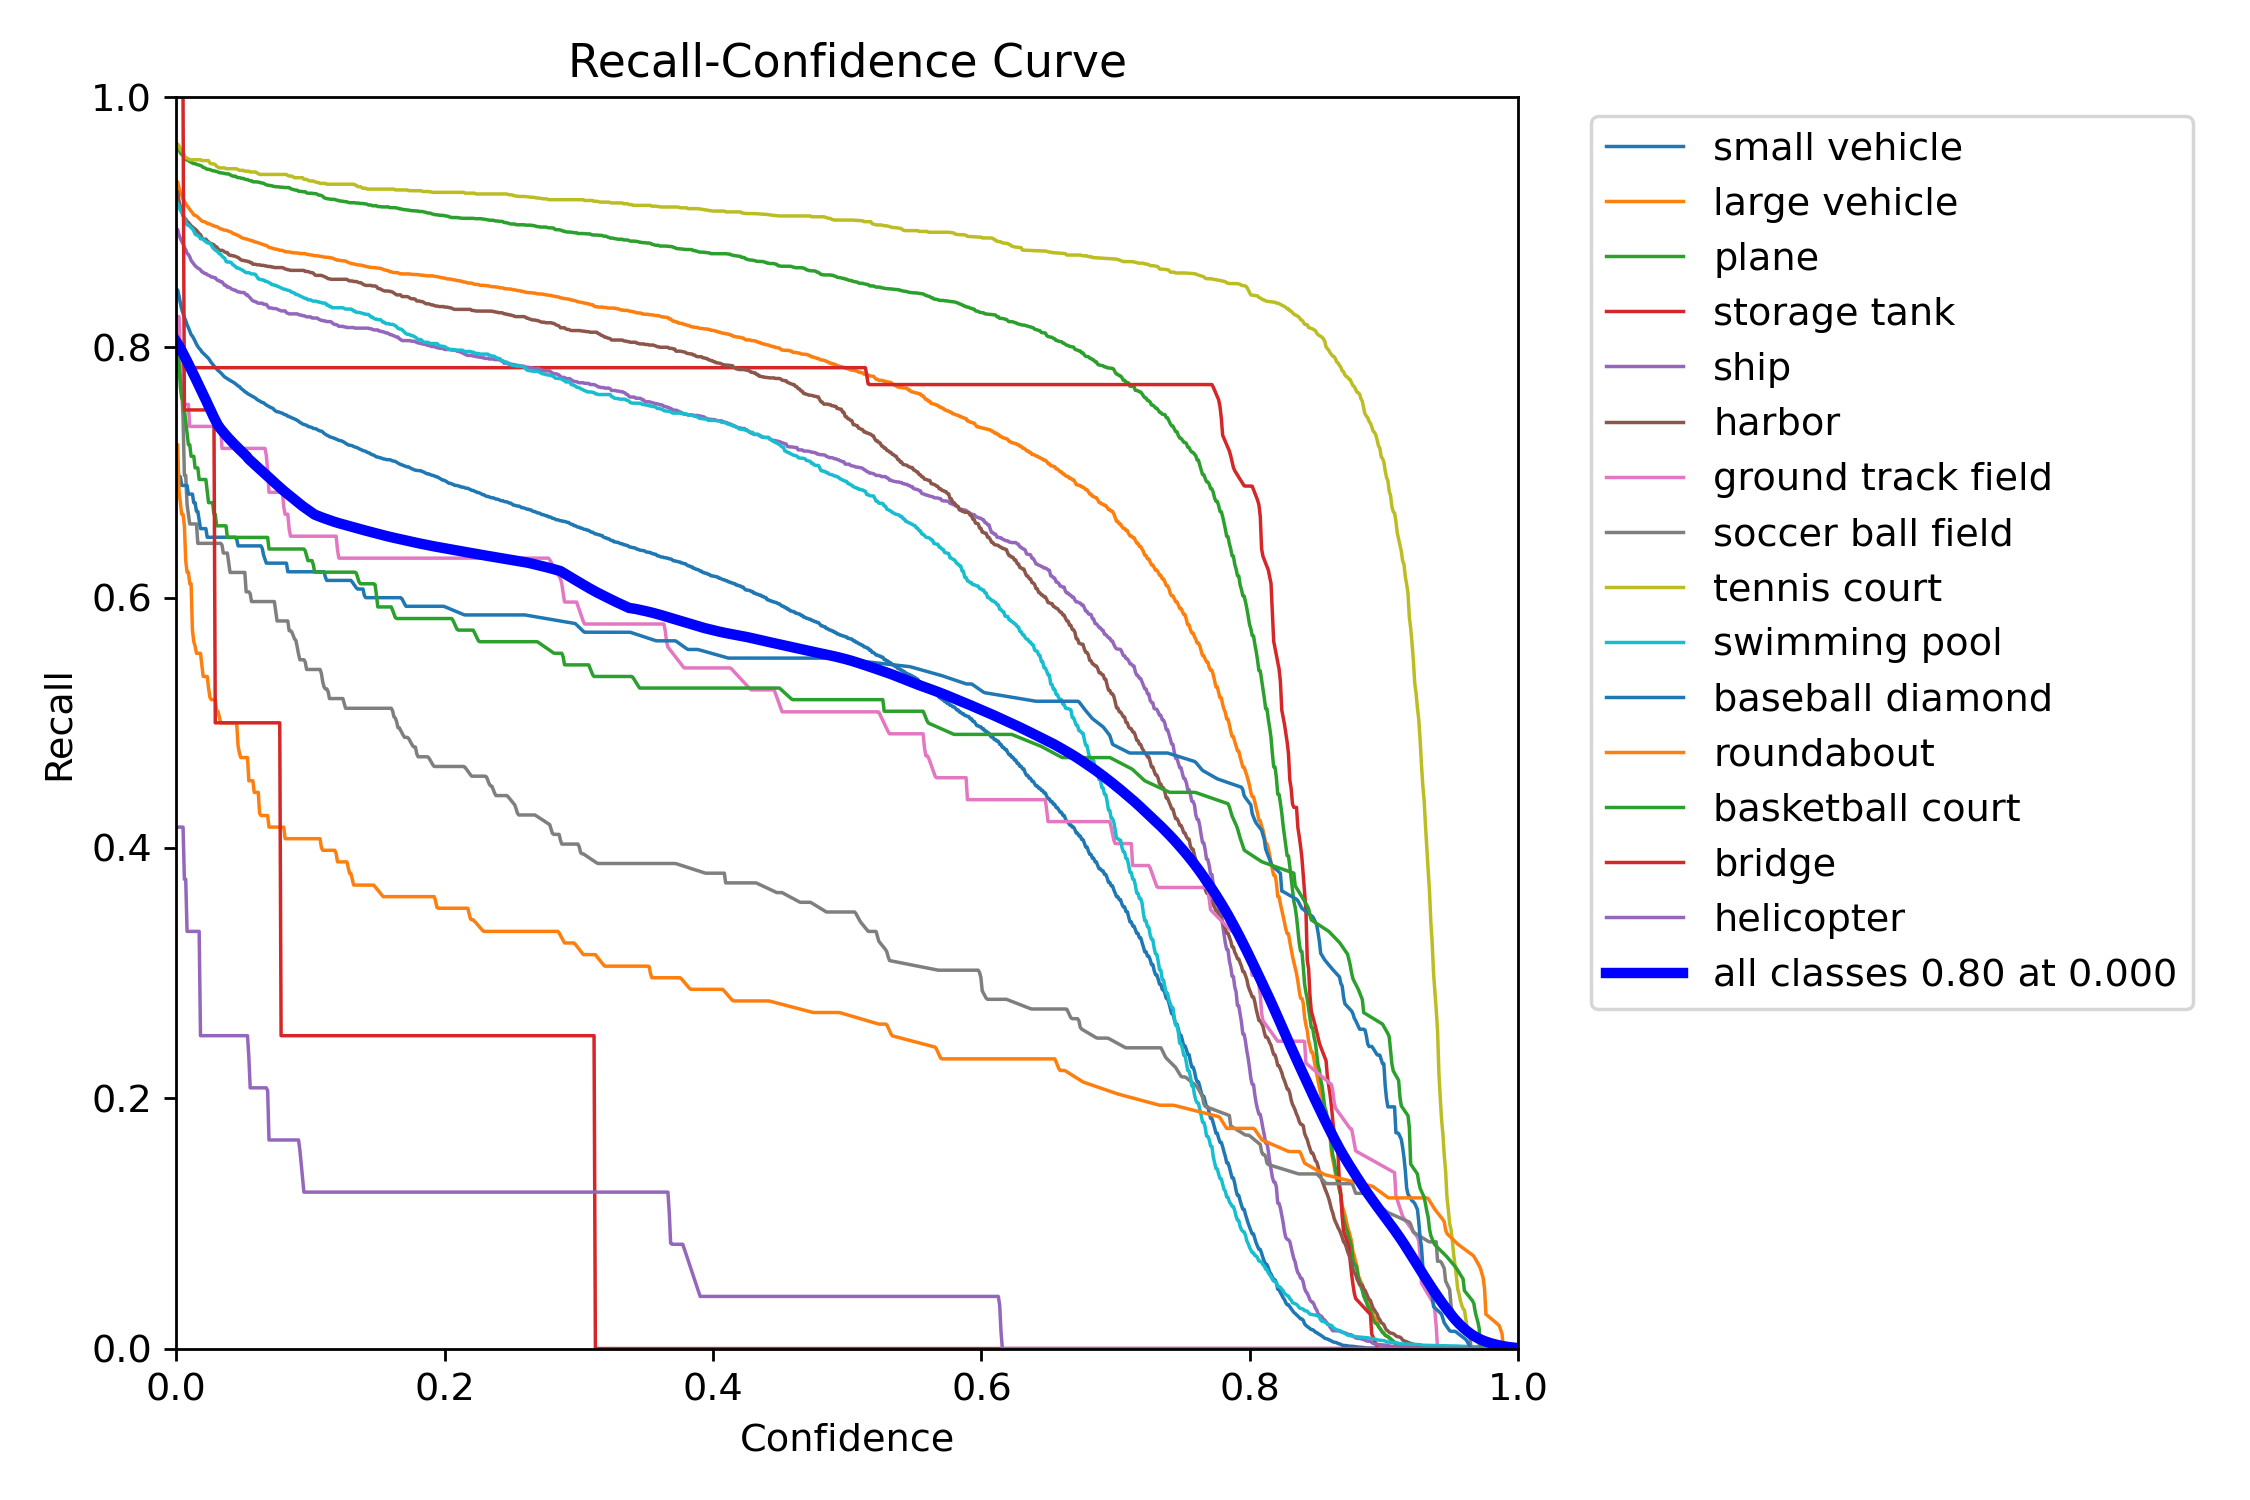 Recall-Confidence Curve
1.0
0.8
0.6
0.4
0.2
0.0
Recall
0.0 0.2 0.4 0.6 0.8 1.0
Confidence
small vehicle
large vehicle
plane
storage tank
ship
harbor
ground track field
soccer ball field
tennis court
swimming pool
baseball diamond
roundabout
basketball court
bridge
helicopter
all classes 0.80 at 0.000